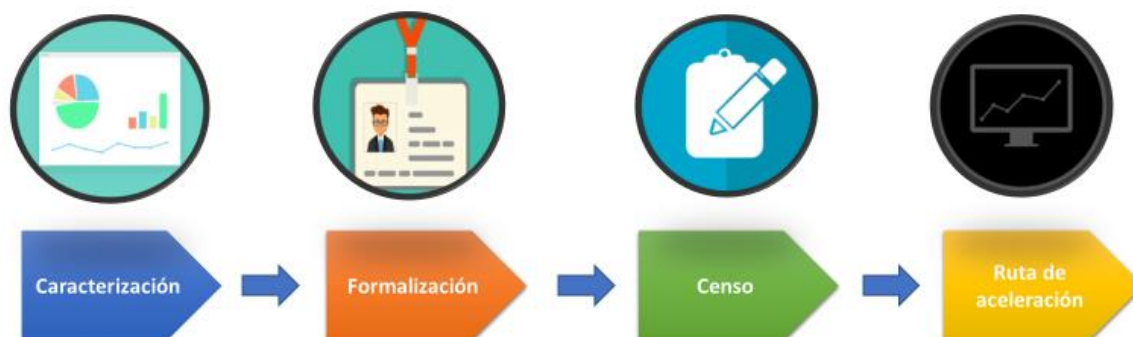 Caracterización
Formalización
Censo
Ruta de
aceleración